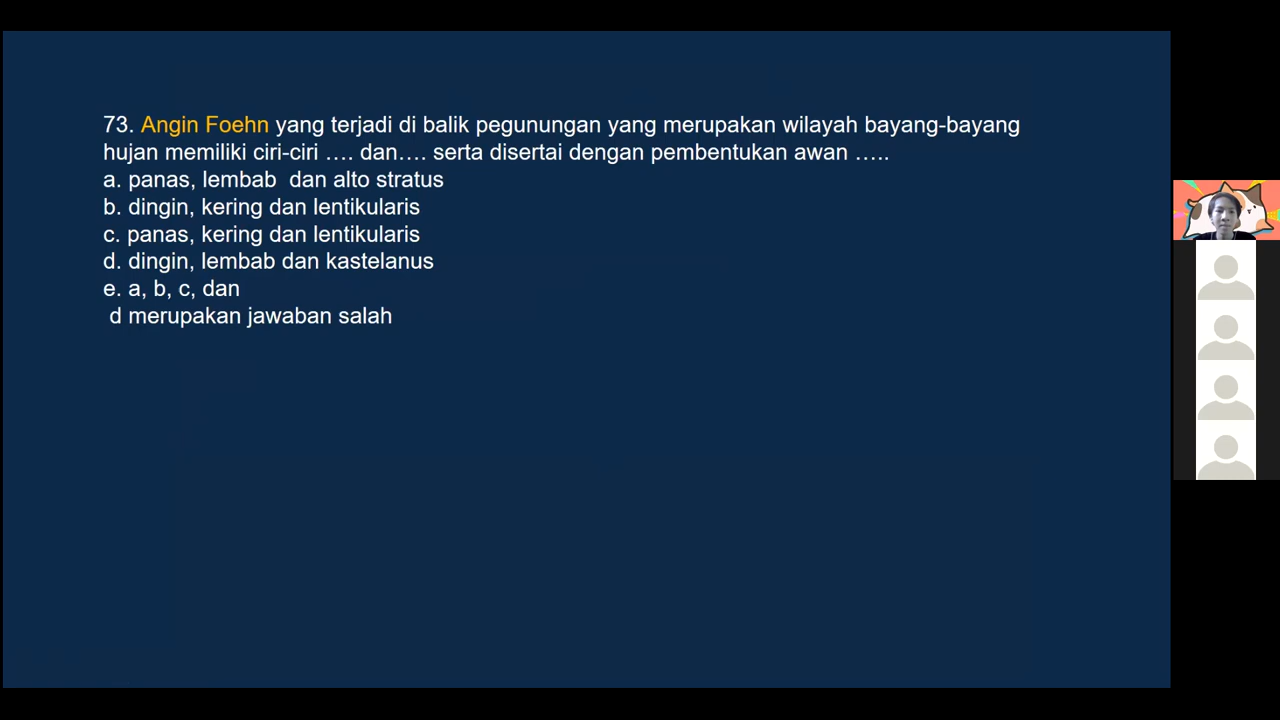 73. Angin Foehn yang terjadi di balik pegunungan yang merupakan wilayah bayang-bayang
hujan memiliki ciri-ciri .... dan.... serta disertai dengan pembentukan awan .....
a. panas, lembab  dan alto stratus
b. dingin, kering dan lentikularis
c. panas, kering dan lentikularis
d. dingin, lembab dan kastelanus
e. a, b, c, dan
d merupakan jawaban salah